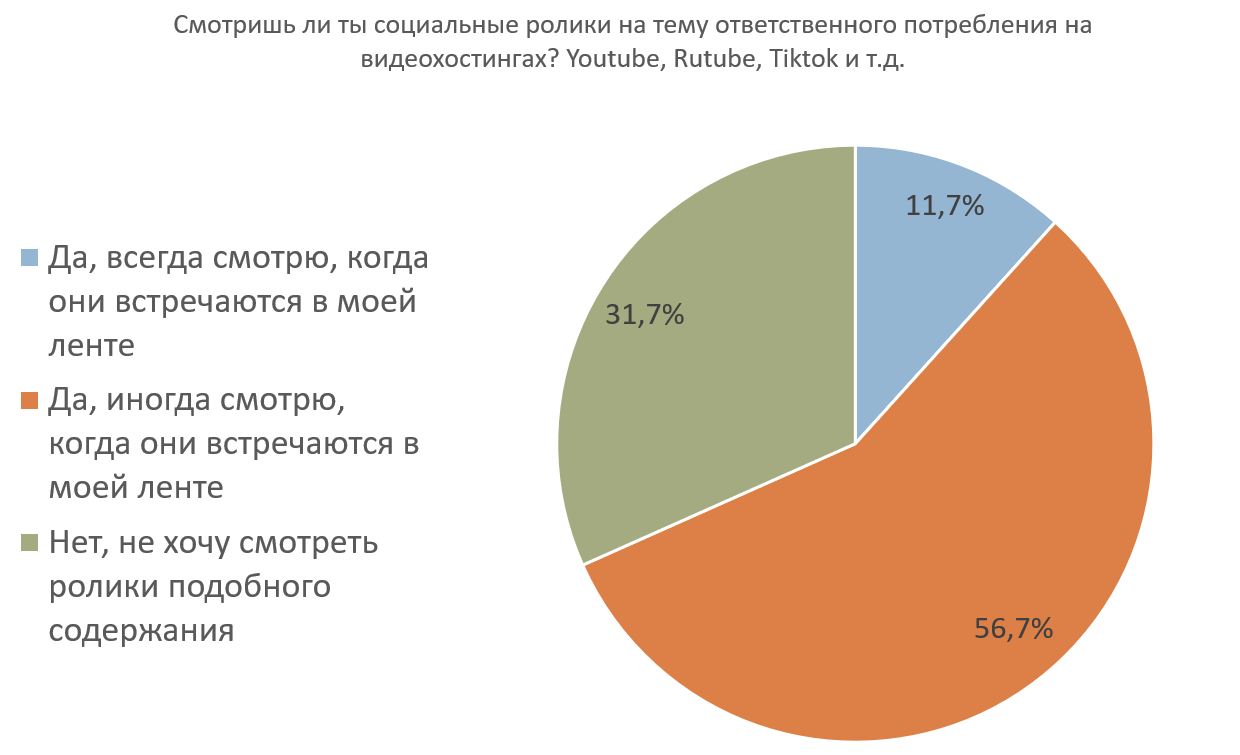 Смотришь ли ты социальные ролики на тему ответственного потребления на
видеохостингах? Youtube, Rutube, Tiktok и т.д.
Да, всегда смотрю, когда
они встречаются в моей
ленте
Да, иногда смотрю,
когда они встречаются в
моей ленте
Нет, не хочу смотреть
ролики подобного
содержания
11,7%
31,7%
56,7%